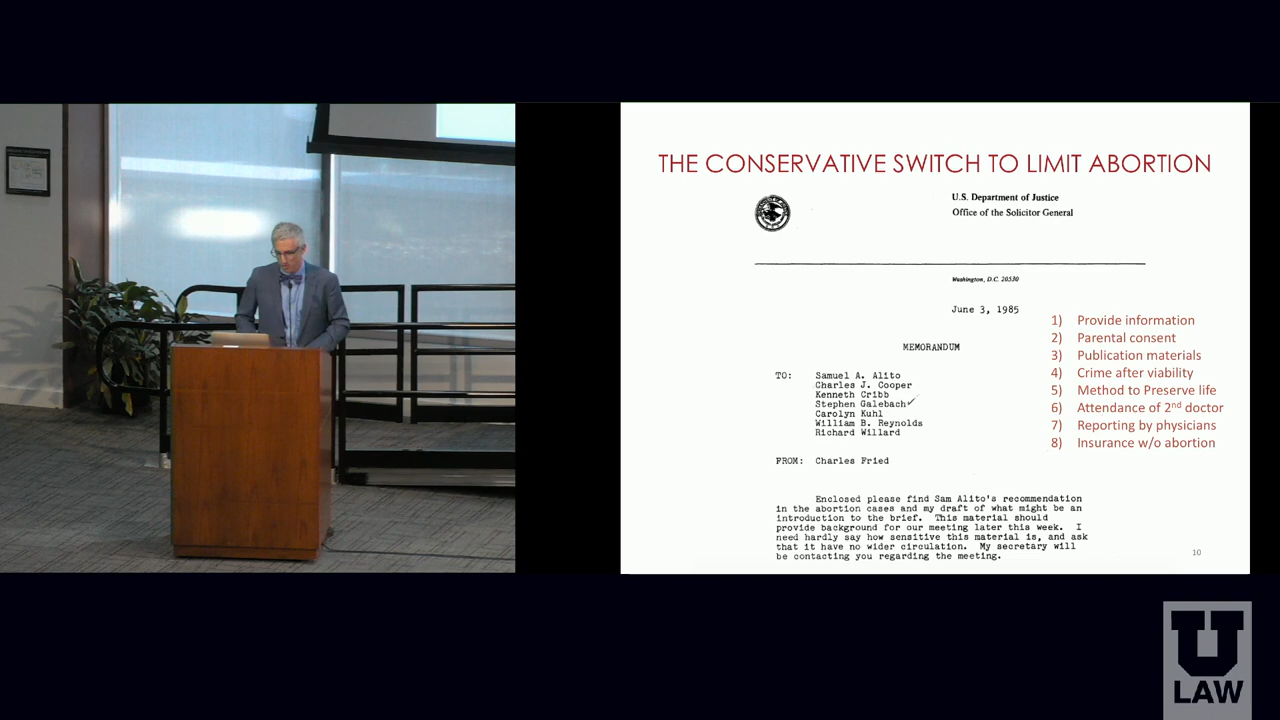 THE CONSERVATIVE SWITCH TO LIMIT ABORTION
U.S. Department of Justice
Office of the Solicitor General
Washington, D.C. 20530
June 3, 1985
MEMORANDUM
TO: Samuel A. Alito
Charles J. Cooper
Kenneth Cribb
Stephen Galebach
Carolyn Kuhl
William B. Reynolds
Richard Willard
FROM: Charles Fried
Enclosed please find Sam Alito's recommendation
in the abortion cases and my draft of what might be an
introduction to the brief. This material should
provide background for our meeting later this week. I
need hardly say how sensitive this material is, and ask
that it have no wider circulation. My secretary will
be contacting you regarding the meeting.
1) Provide information
2) Parental consent
3) Publication materials
4) Crime after viability
5) Method to Preserve life
6) Attendance of 2nd doctor
7) Reporting by physicians
8) Insurance w/o abortion
10
U
LAW